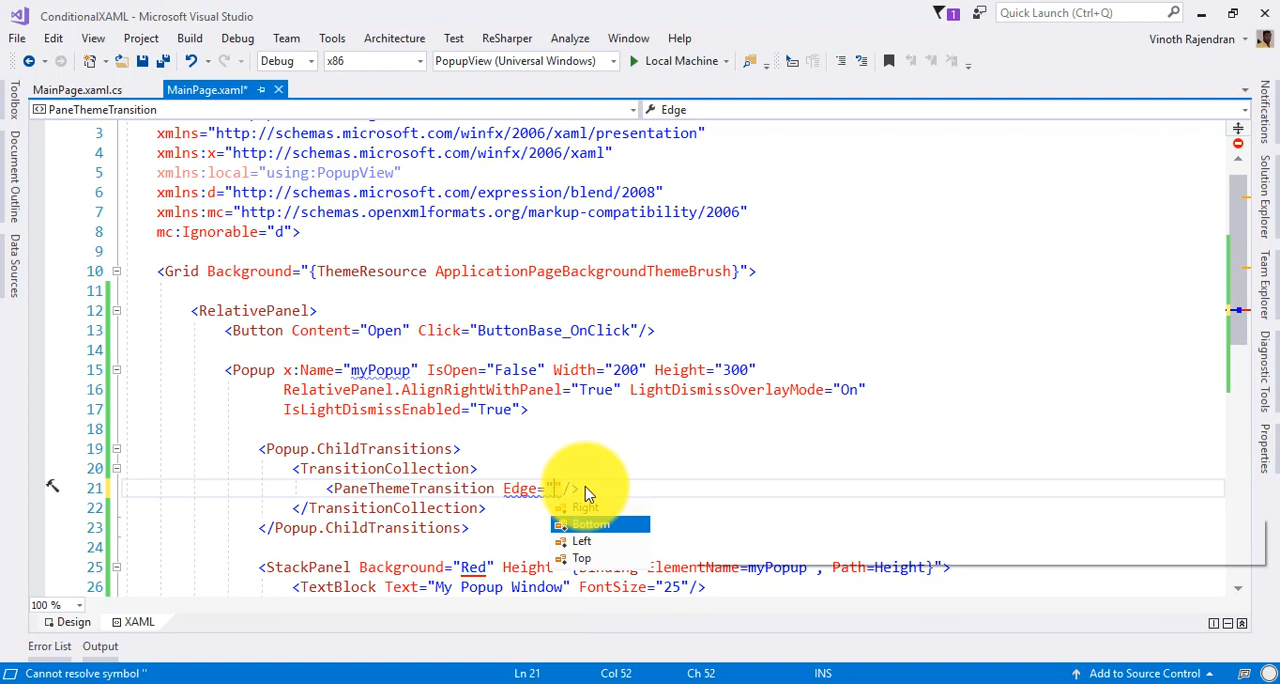 ConditionalXAML - Microsoft Visual Studio
1
Quick Launch (Ctrl+Q)
File Edit View Project Build Debug Team Tools Architecture Test ReSharper Analyze Window Help
Vinoth Rajendran
Debug x86 PopupView (Universal Windows) Local Machine
MainPage.xaml.cs MainPage.xaml*
PaneThemeTransition Edge
Toolbox
Document Outline
Data Sources
3 xmlns="http://schemas.microsoft.com/winfx/2006/xaml/presentation"
4 xmlns:x="http://schemas.microsoft.com/winfx/2006/xaml"
5 xmlns:local="using:PopupView"
6 xmlns:d="http://schemas.microsoft.com/expression/blend/2008"
7 xmlns:mc="http://schemas.openxmlformats.org/markup-compatibility/2006"
8 mc:Ignorable="d">
9
10 <Grid Background="{ThemeResource ApplicationPageBackgroundThemeBrush}">
11
12 <RelativePanel>
13 <Button Content="Open" Click="ButtonBase_OnClick"/>
14
15 <Popup x:Name="myPopup" IsOpen="False" Width="200" Height="300"
16 RelativePanel.AlignRightWithPanel="True" LightDismissOverlayMode="On"
17 IsLightDismissEnabled="True">
18
19 <Popup.ChildTransitions>
20 <TransitionCollection>
21 <PaneThemeTransition Edge=""/>
22 </TransitionCollection>
Right
23 </Popup.ChildTransitions>
Bottom
24
Left
Top
25 <StackPanel Background="Red" Height ElementName=myPopup , Path=Height}">
26 <TextBlock Text="My Popup Window" FontSize="25"/>
Notifications
Solution Explorer
Team Explorer
Diagnostic Tools
Properties
100 %
Design XAML
Error List Output
Cannot resolve symbol '' Ln 21 Col 52 Ch 52 INS Add to Source Control